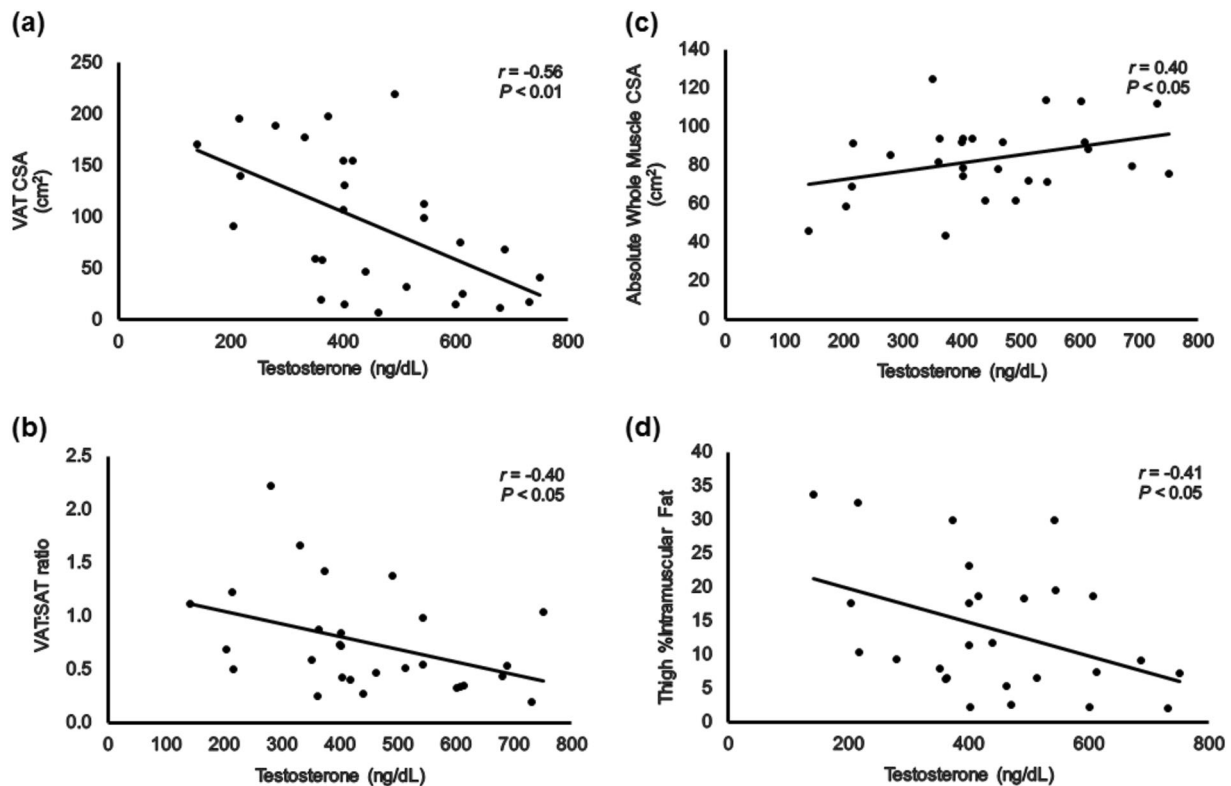 (a)
r = -0.56
P < 0.01
VAT CSA
(cm²)
250
200
150
100
50
0
0 200 400 600 800
Testosterone (ng/dL)
(c)
r = 0.40
P < 0.05
Absolute Whole Muscle CSA
(cm²)
140
120
100
80
60
40
20
0
0 100 200 300 400 500 600 700 800
Testosterone (ng/dL)
(b)
r = -0.40
P < 0.05
VAT:SAT ratio
2.5
2.0
1.5
1.0
0.5
0.0
0 100 200 300 400 500 600 700 800
Testosterone (ng/dL)
(d)
r = -0.41
P < 0.05
Thigh %Intramuscular Fat
40
35
30
25
20
15
10
5
0
0 200 400 600 800
Testosterone (ng/dL)